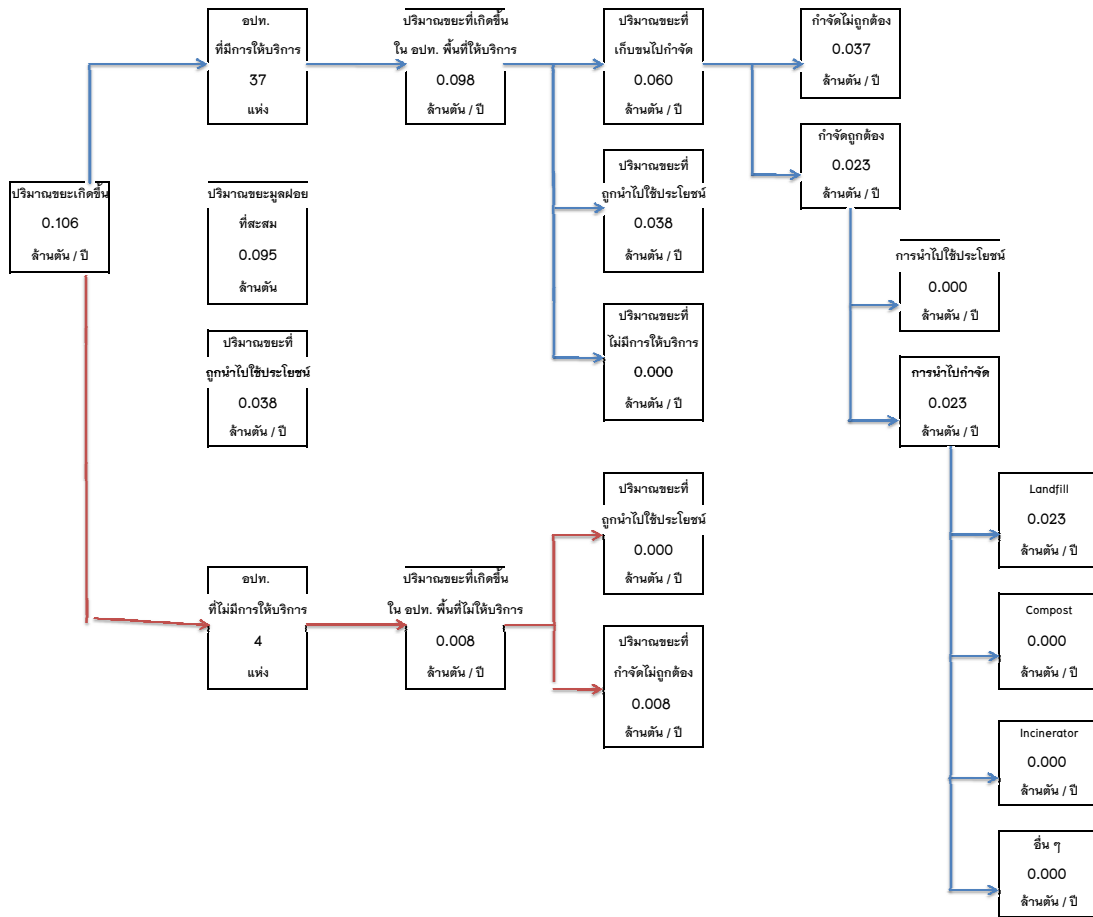 อปท.
ที่มีการให้บริการ
37
แห่ง
ปริมาณขยะที่เกิดขึ้น
ใน อปท. พื้นที่ให้บริการ
0.098
ล้านตัน / ปี
ปริมาณขยะที่
เก็บขนไปกำจัด
0.060
ล้านตัน / ปี
กำจัดไม่ถูกต้อง
0.037
ล้านตัน / ปี
กำจัดถูกต้อง
0.023
ล้านตัน / ปี
ปริมาณขยะเกิดขึ้น
0.106
ล้านตัน / ปี
ปริมาณขยะมูลฝอย
ที่สะสม
0.095
ล้านตัน
ปริมาณขยะที่
ถูกนำไปใช้ประโยชน์
0.038
ล้านตัน / ปี
การนำไปใช้ประโยชน์
0.000
ล้านตัน / ปี
ปริมาณขยะที่
ถูกนำไปใช้ประโยชน์
0.038
ล้านตัน / ปี
ปริมาณขยะที่
ไม่มีการให้บริการ
0.000
ล้านตัน / ปี
การนำไปกำจัด
0.023
ล้านตัน / ปี
Landfill
0.023
ล้านตัน / ปี
ปริมาณขยะที่
ถูกนำไปใช้ประโยชน์
0.000
ล้านตัน / ปี
อปท.
ที่ไม่มีการให้บริการ
4
แห่ง
ปริมาณขยะที่เกิดขึ้น
ใน อปท. พื้นที่ไม่ให้บริการ
0.008
ล้านตัน / ปี
ปริมาณขยะที่
กำจัดไม่ถูกต้อง
0.008
ล้านตัน / ปี
Compost
0.000
ล้านตัน / ปี
Incinerator
0.000
ล้านตัน / ปี
อื่น ๆ
0.000
ล้านตัน / ปี